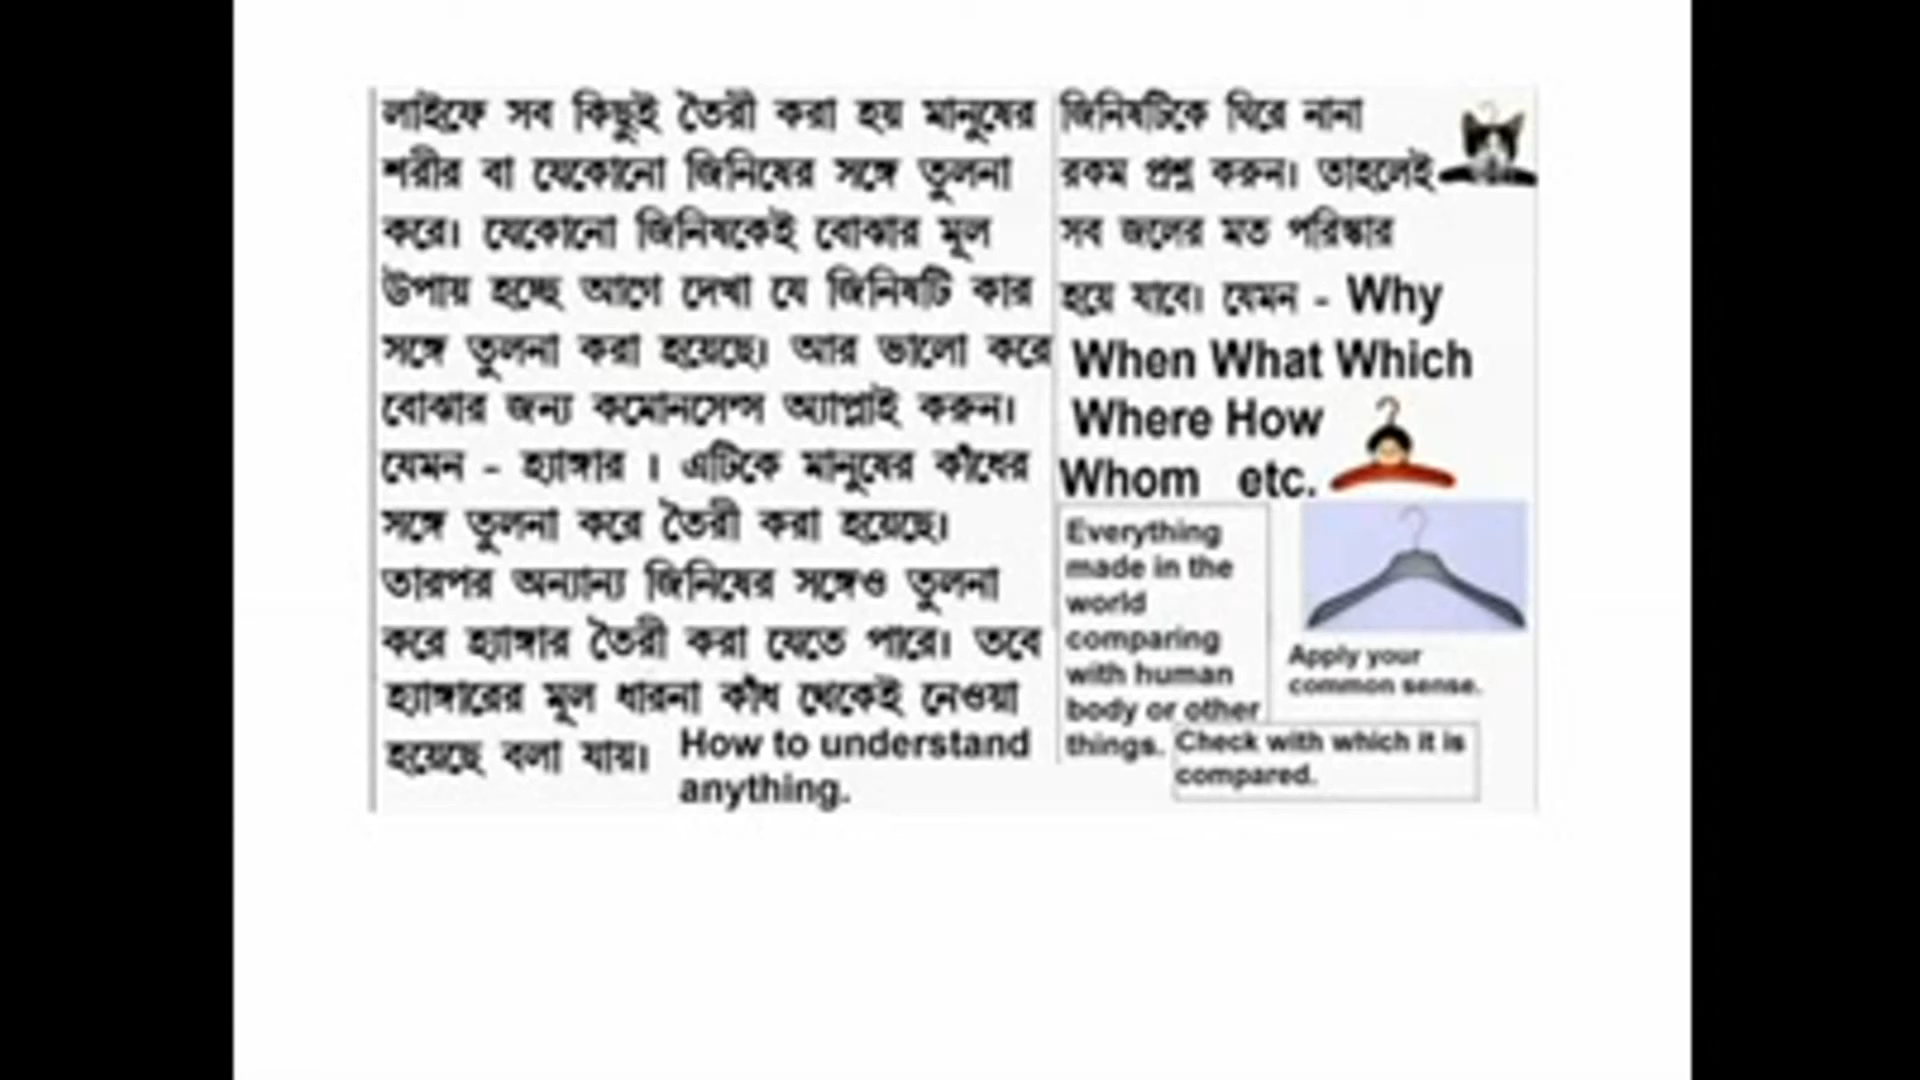 লাইফে সব কিছুই তৈরী করা হয় মানুষের
শরীর বা যেকোনো জিনিষের সঙ্গে তুলনা
করে। যেকোনো জিনিষকেই বোঝার মূল
উপায় হচ্ছে আগে দেখা যে জিনিষটি কার
সঙ্গে তুলনা করা হয়েছে। আর ভালো করে
বোঝার জন্য কমোনসেন্স অ্যাপ্লাই করুন।
যেমন - হ্যাঙ্গার । এটিকে মানুষের কাঁধের
সঙ্গে তুলনা করে তৈরী করা হয়েছে।
তারপর অন্যান্য জিনিষের সঙ্গেও তুলনা
করে হ্যাঙ্গার তৈরী করা যেতে পারে। তবে
হ্যাঙ্গারের মূল ধারনা কাঁধ থেকেই নেওয়া
হয়েছে বলা যায়।
How to understand
anything.
জিনিষটিকে ঘিরে নানা
রকম প্রশ্ন করুন। তাহলেই
সব জলের মত পরিস্কার
হয়ে যাবে। যেমন - Why
When What Which
Where How
Whom etc.
Everything
made in the
world
comparing
with human
body or other
things.
Apply your
common sense.
Check with which it is
compared.